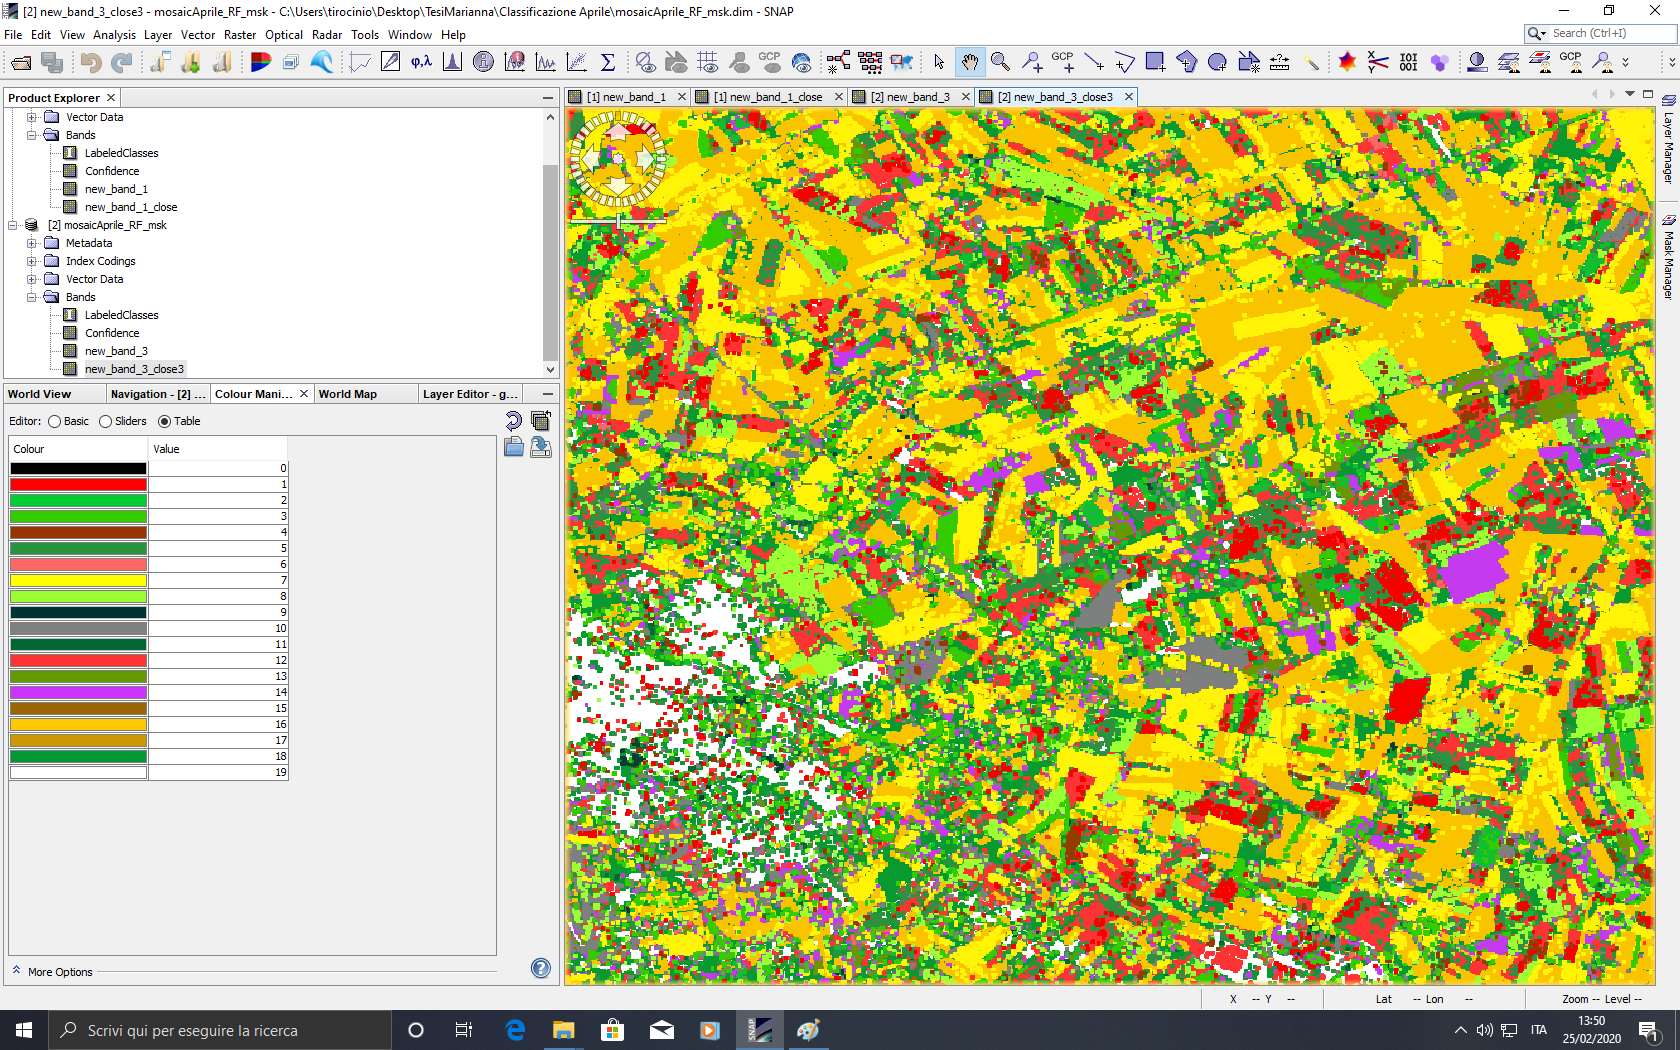 [2] new_band_3_close3 - mosaicAprile_RF_msk - C:\Users\tirocinio\Desktop\TesiMarianna\Classificazione Aprile\mosaicAprile_RF_msk.dim - SNAP
File Edit View Analysis Layer Vector Raster Optical Radar Tools Window Help
Search (Ctrl+I)
φ,λ Σ GCP GCP GCP
Product Explorer
[1] new_band_1 [1] new_band_1_close [2] new_band_3 [2] new_band_3_close3
Vector Data
Bands
LabeledClasses
Confidence
new_band_1
new_band_1_close
[2] mosaicAprile_RF_msk
Metadata
Index Codings
Vector Data
Bands
LabeledClasses
Confidence
new_band_3
new_band_3_close3
Layer Manager
Mask Manager
World View Navigation - [2] ... Colour Mani... World Map Layer Editor - g...
Editor: Basic Sliders Table
Colour Value
0
1
2
3
4
5
6
7
8
9
10
11
12
13
14
15
16
17
18
19
More Options
X -- Y -- Lat -- Lon -- Zoom -- Level --
Scrivi qui per eseguire la ricerca
SNAP
ITA
13:50
25/02/2020
1